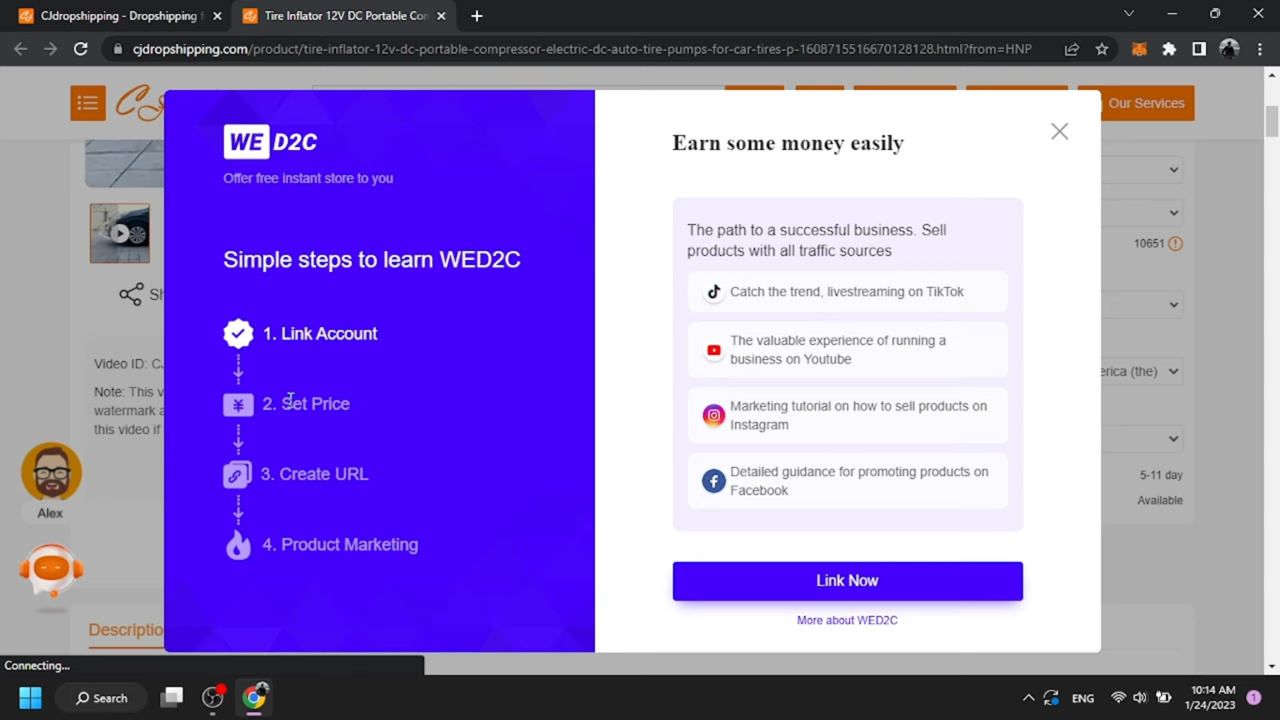 CJdropshipping - Dropshipping f
Tire Inflator 12V DC Portable Con
cjdropshipping.com/product/tire-inflator-12v-dc-portable-compressor-electric-dc-auto-tire-pumps-for-car-tires-p-1608715516670128128.html?from=HNP
Our Services
WE D2C
Offer free instant store to you
Simple steps to learn WED2C
1. Link Account
2. Set Price
3. Create URL
4. Product Marketing
Earn some money easily
The path to a successful business. Sell
products with all traffic sources
Catch the trend, livestreaming on TikTok
The valuable experience of running a
business on Youtube
Marketing tutorial on how to sell products on
Instagram
Detailed guidance for promoting products on
Facebook
Link Now
More about WED2C
Sh
Video ID: CJ
Note: This v
watermark a
this video if
Alex
Descriptio
10651
erica (the)
5-11 day
Available
Connecting...
Search
ENG
10:14 AM
1/24/2023
1